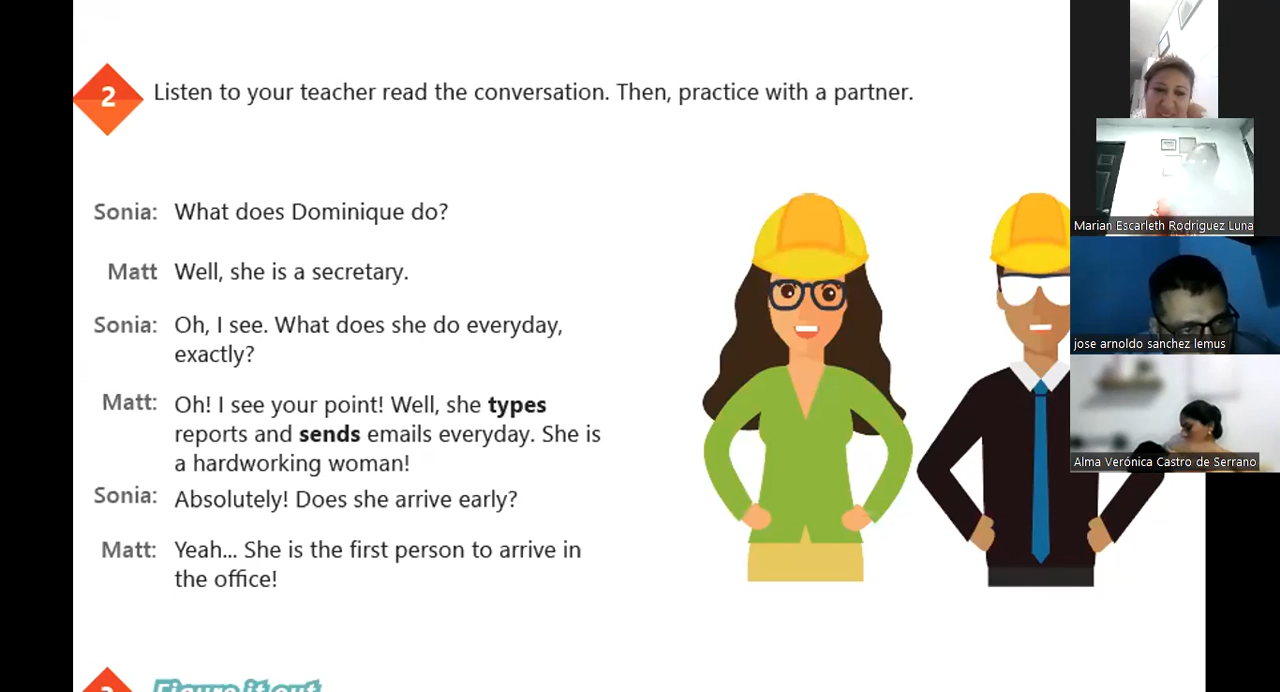 2 Listen to your teacher read the conversation. Then, practice with a partner.
Sonia: What does Dominique do?
Matt Well, she is a secretary.
Sonia: Oh, I see. What does she do everyday,
exactly?
Matt: Oh! I see your point! Well, she types
reports and sends emails everyday. She is
a hardworking woman!
Sonia: Absolutely! Does she arrive early?
Matt: Yeah... She is the first person to arrive in
the office!
3 Figure it out
Marian Escarleth Rodriguez Luna
jose arnoldo sanchez lemus
Alma Verónica Castro de Serrano